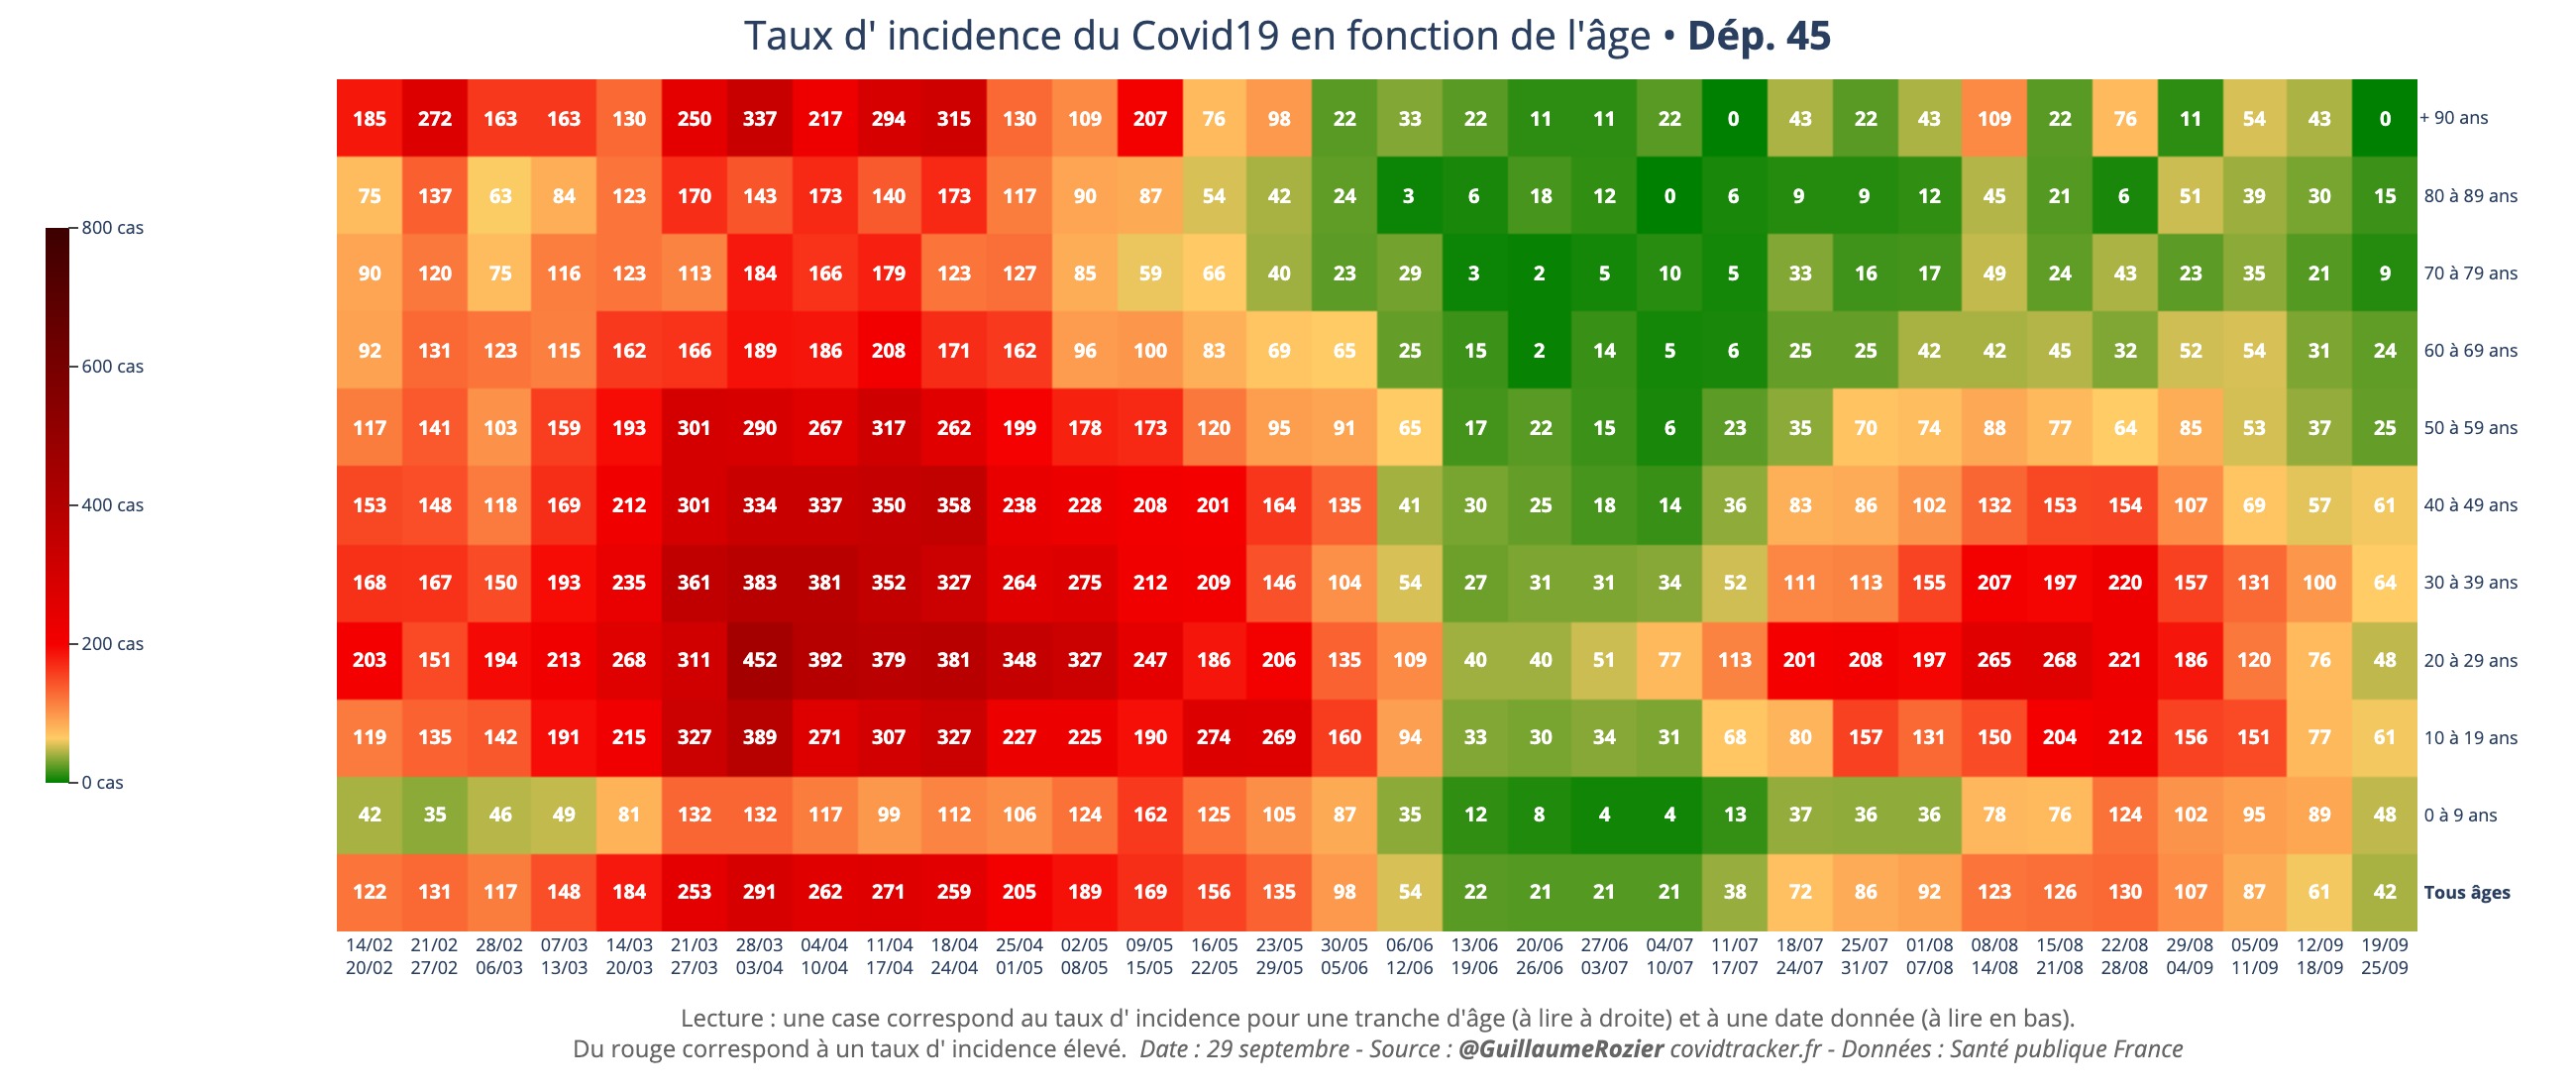 Taux d' incidence du Covid19 en fonction de l'âge • Dép. 45
185 272 163 163 130 250 337 217 294 315 130 109 207 76 98 22 33 22 11 11 22 0 43 22 43 109 22 76 11 54 43 0 + 90 ans
75 137 63 84 123 170 143 173 140 173 117 90 87 54 42 24 3 6 18 12 0 6 9 9 12 45 21 6 51 39 30 15 80 à 89 ans
800 cas
90 120 75 116 123 113 184 166 179 123 127 85 59 66 40 23 29 3 2 5 10 5 33 16 17 49 24 43 23 35 21 9 70 à 79 ans
92 131 123 115 162 166 189 186 208 171 162 96 100 83 69 65 25 15 2 14 5 6 25 25 42 42 45 32 52 54 31 24 60 à 69 ans
600 cas
117 141 103 159 193 301 290 267 317 262 199 178 173 120 95 91 65 17 22 15 6 23 35 70 74 88 77 64 85 53 37 25 50 à 59 ans
400 cas
153 148 118 169 212 301 334 337 350 358 238 228 208 201 164 135 41 30 25 18 14 36 83 86 102 132 153 154 107 69 57 61 40 à 49 ans
168 167 150 193 235 361 383 381 352 327 264 275 212 209 146 104 54 27 31 31 34 52 111 113 155 207 197 220 157 131 100 64 30 à 39 ans
200 cas
203 151 194 213 268 311 452 392 379 381 348 327 247 186 206 135 109 40 40 51 77 113 201 208 197 265 268 221 186 120 76 48 20 à 29 ans
119 135 142 191 215 327 389 271 307 327 227 225 190 274 269 160 94 33 30 34 31 68 80 157 131 150 204 212 156 151 77 61 10 à 19 ans
0 cas
42 35 46 49 81 132 132 117 99 112 106 124 162 125 105 87 35 12 8 4 4 13 37 36 36 78 76 124 102 95 89 48 0 à 9 ans
122 131 117 148 184 253 291 262 271 259 205 189 169 156 135 98 54 22 21 21 21 38 72 86 92 123 126 130 107 87 61 42 Tous âges
14/02 21/02 28/02 07/03 14/03 21/03 28/03 04/04 11/04 18/04 25/04 02/05 09/05 16/05 23/05 30/05 06/06 13/06 20/06 27/06 04/07 11/07 18/07 25/07 01/08 08/08 15/08 22/08 29/08 05/09 12/09 19/09
20/02 27/02 06/03 13/03 20/03 27/03 03/04 10/04 17/04 24/04 01/05 08/05 15/05 22/05 29/05 05/06 12/06 19/06 26/06 03/07 10/07 17/07 24/07 31/07 07/08 14/08 21/08 28/08 04/09 11/09 18/09 25/09
Lecture : une case correspond au taux d' incidence pour une tranche d'âge (à lire à droite) et à une date donnée (à lire en bas).
Du rouge correspond à un taux d' incidence élevé. Date : 29 septembre - Source : @GuillaumeRozier covidtracker.fr - Données : Santé publique France